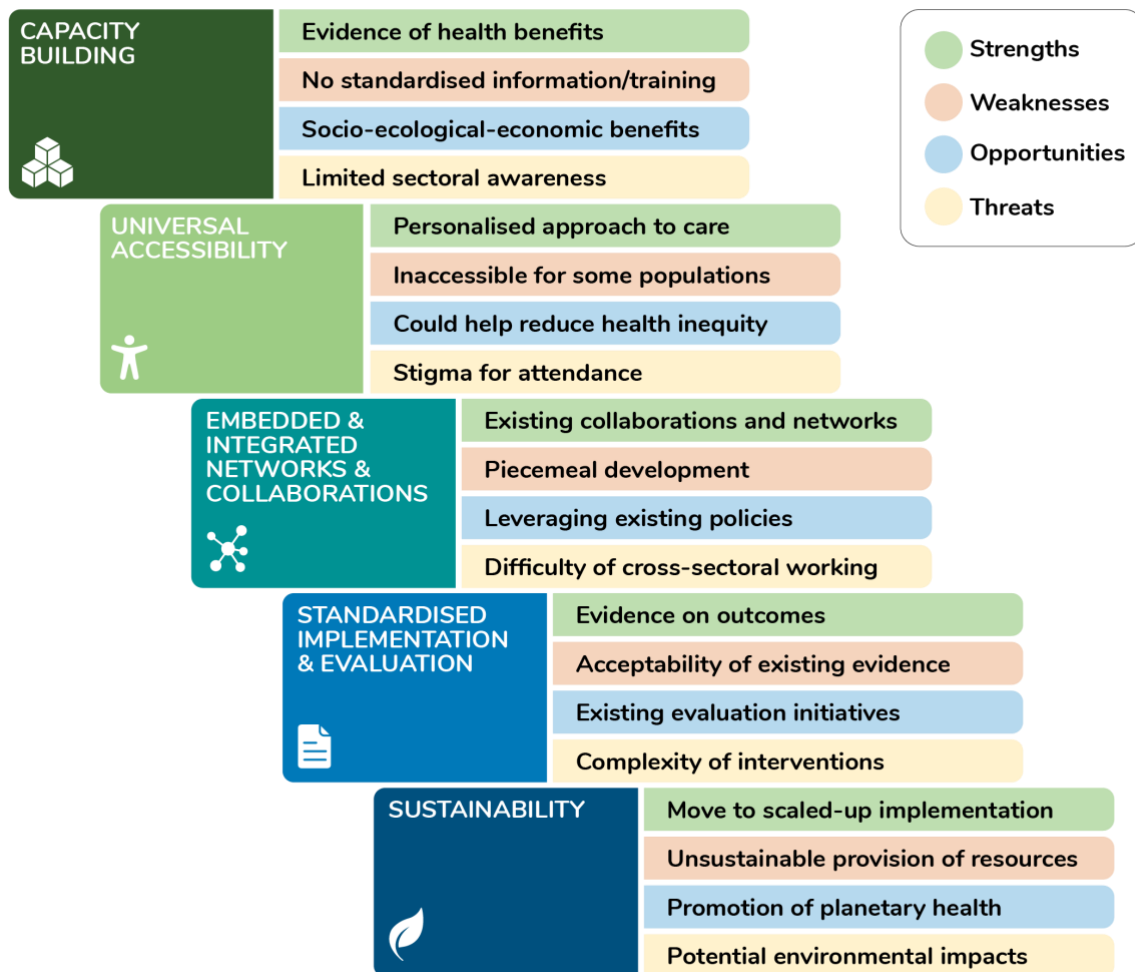 CAPACITY
BUILDING
Evidence of health benefits
No standardised information/training
Socio-ecological-economic benefits
Limited sectoral awareness
Strengths
Weaknesses
Opportunities
Threats
UNIVERSAL
ACCESSIBILITY
Personalised approach to care
Inaccessible for some populations
Could help reduce health inequity
Stigma for attendance
EMBEDDED &
INTEGRATED
NETWORKS &
COLLABORATIONS
Existing collaborations and networks
Piecemeal development
Leveraging existing policies
Difficulty of cross-sectoral working
STANDARDISED
IMPLEMENTATION
& EVALUATION
Evidence on outcomes
Acceptability of existing evidence
Existing evaluation initiatives
Complexity of interventions
SUSTAINABILITY
Move to scaled-up implementation
Unsustainable provision of resources
Promotion of planetary health
Potential environmental impacts